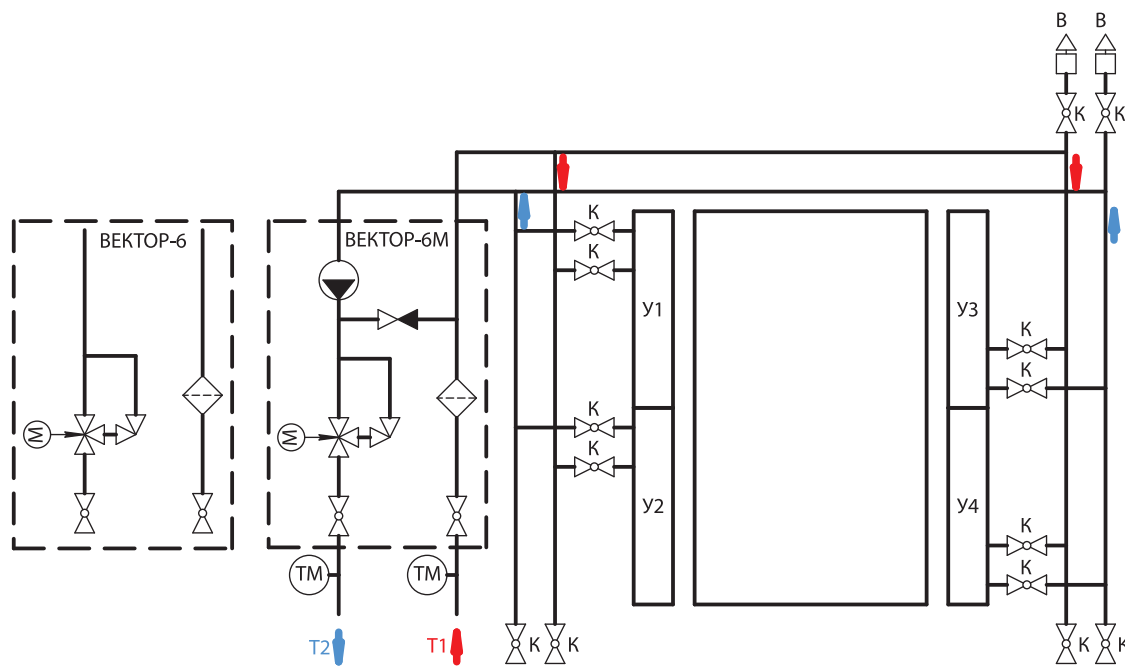 В В
К К
ВЕКТОР-6 ВЕКТОР-6М
К
К
У1 У3
К
К
М М
К
К
У2 У4
К
К
ТМ ТМ
Т2 Т1 К К К К